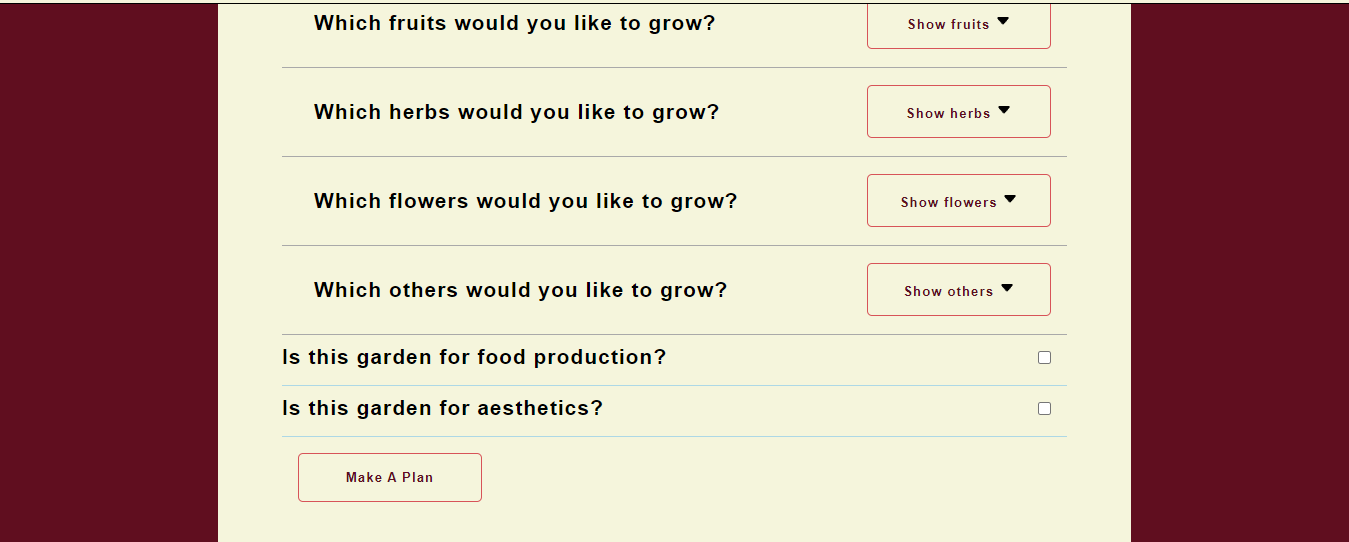 Which fruits would you like to grow?
Show fruits
Which herbs would you like to grow?
Show herbs
Which flowers would you like to grow?
Show flowers
Which others would you like to grow?
Show others
Is this garden for food production?
Is this garden for aesthetics?
Make A Plan